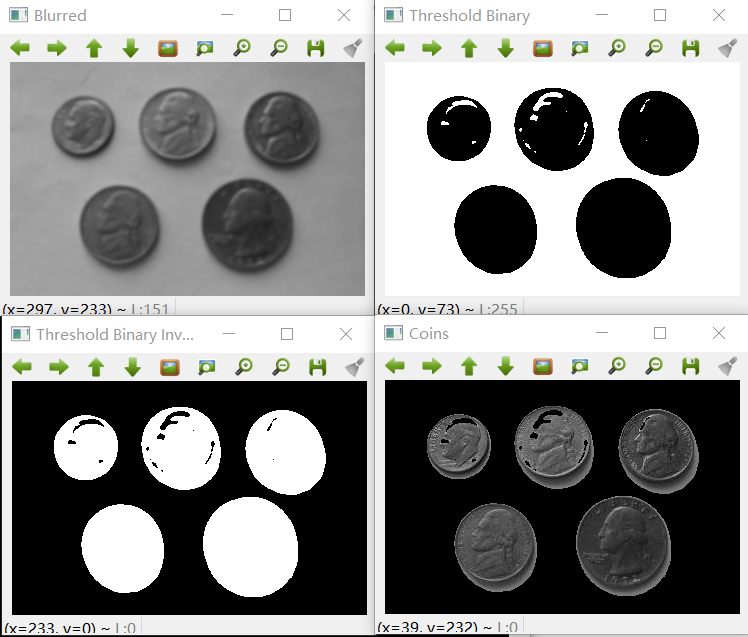 Blurred
Threshold Binary
(x=297, y=233) ~ L:151
(x=0, y=73) ~ L:255
Threshold Binary Inv...
Coins
(x=233, y=0) ~ L:0
(x=39, y=232) ~ L:0